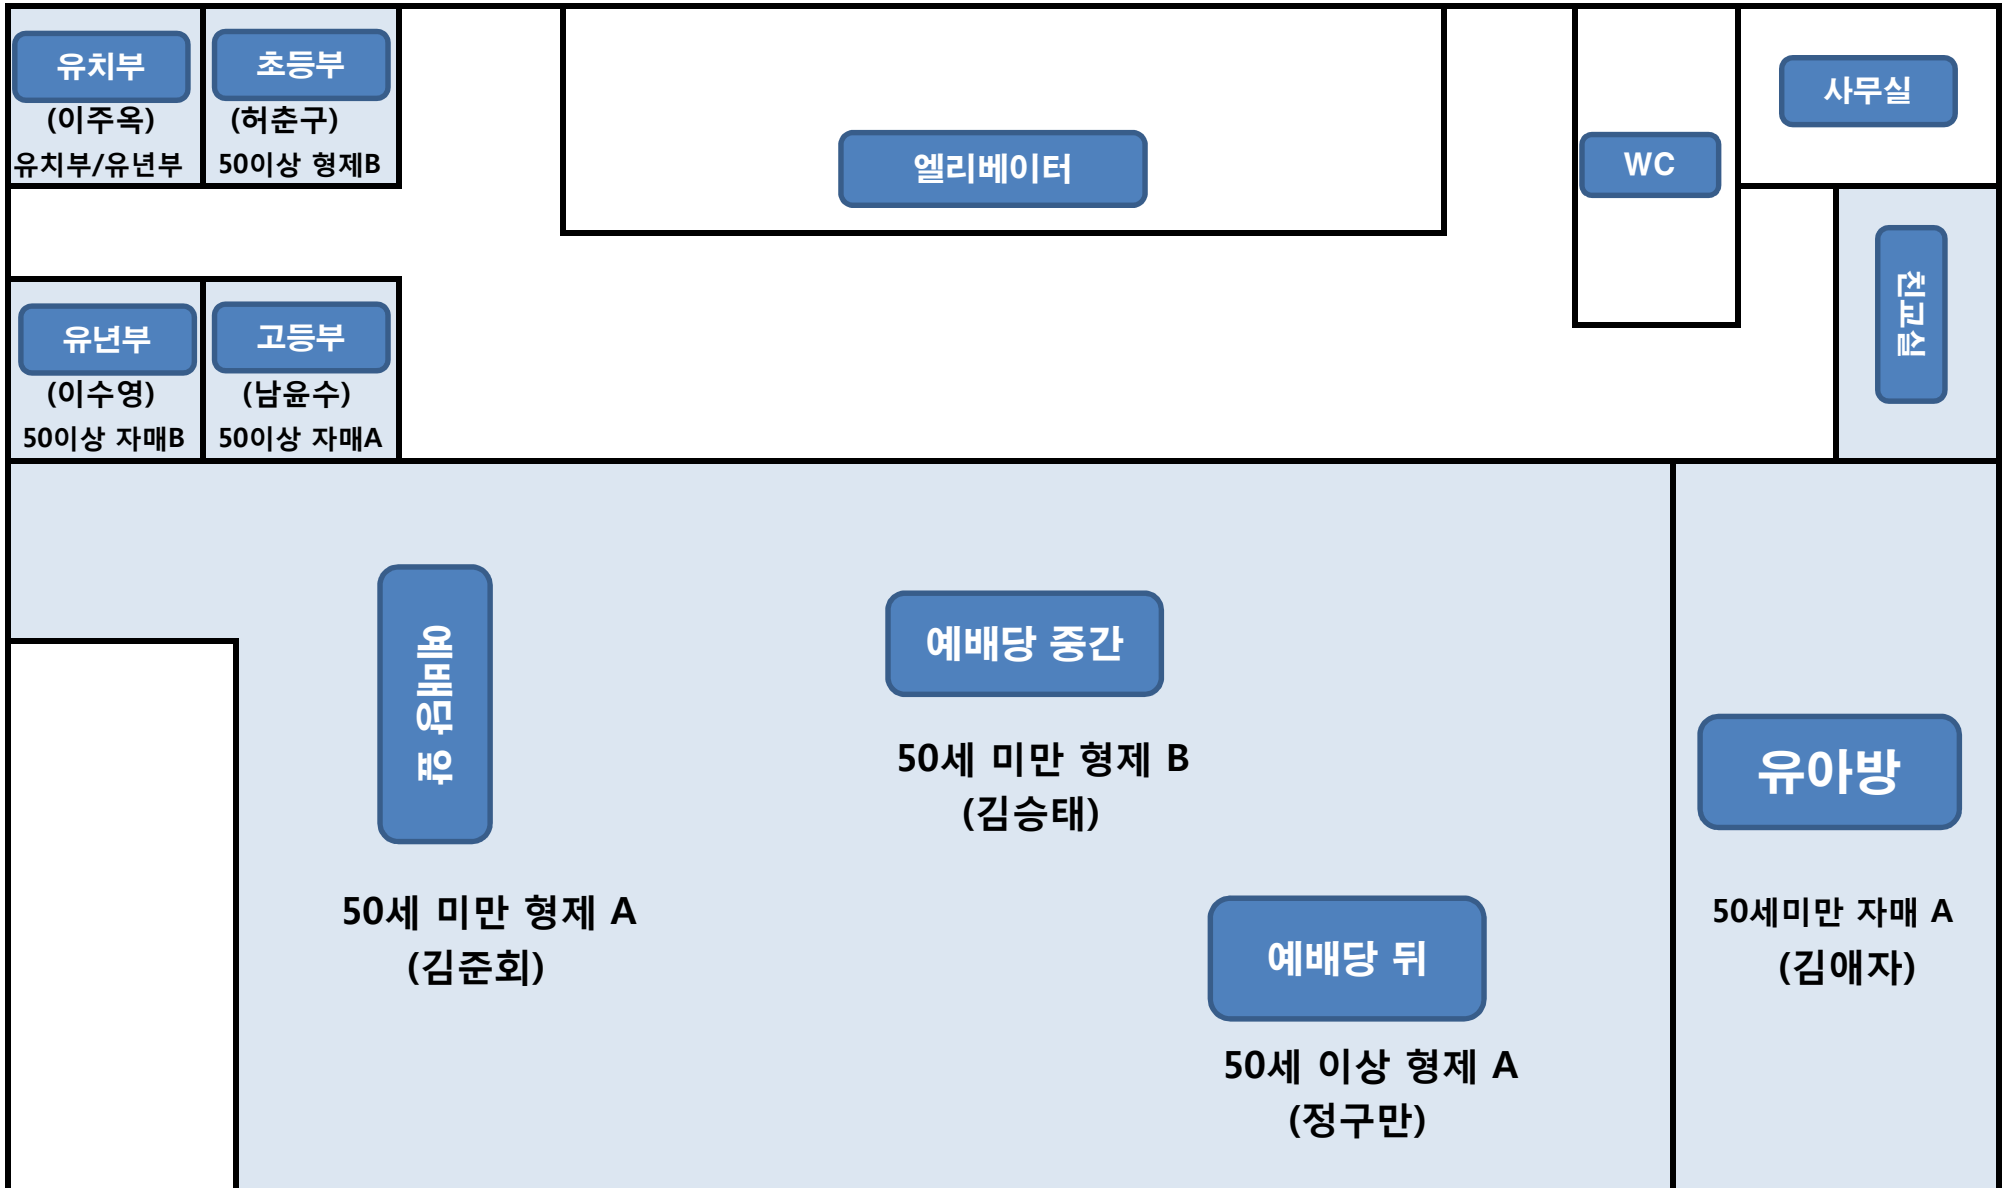 유치부
(이주옥)
유치부/유년부
초등부
(허춘구)
50이상 형제B
엘리베이터
WC
사무실
친교실
유년부
(이수영)
50이상 자매B
고등부
(남윤수)
50이상 자매A
예배당 앞
50세 미만 형제 A
(김준회)
예배당 중간
50세 미만 형제 B
(김승태)
예배당 뒤
50세 이상 형제 A
(정구만)
유아방
50세미만 자매 A
(김애자)